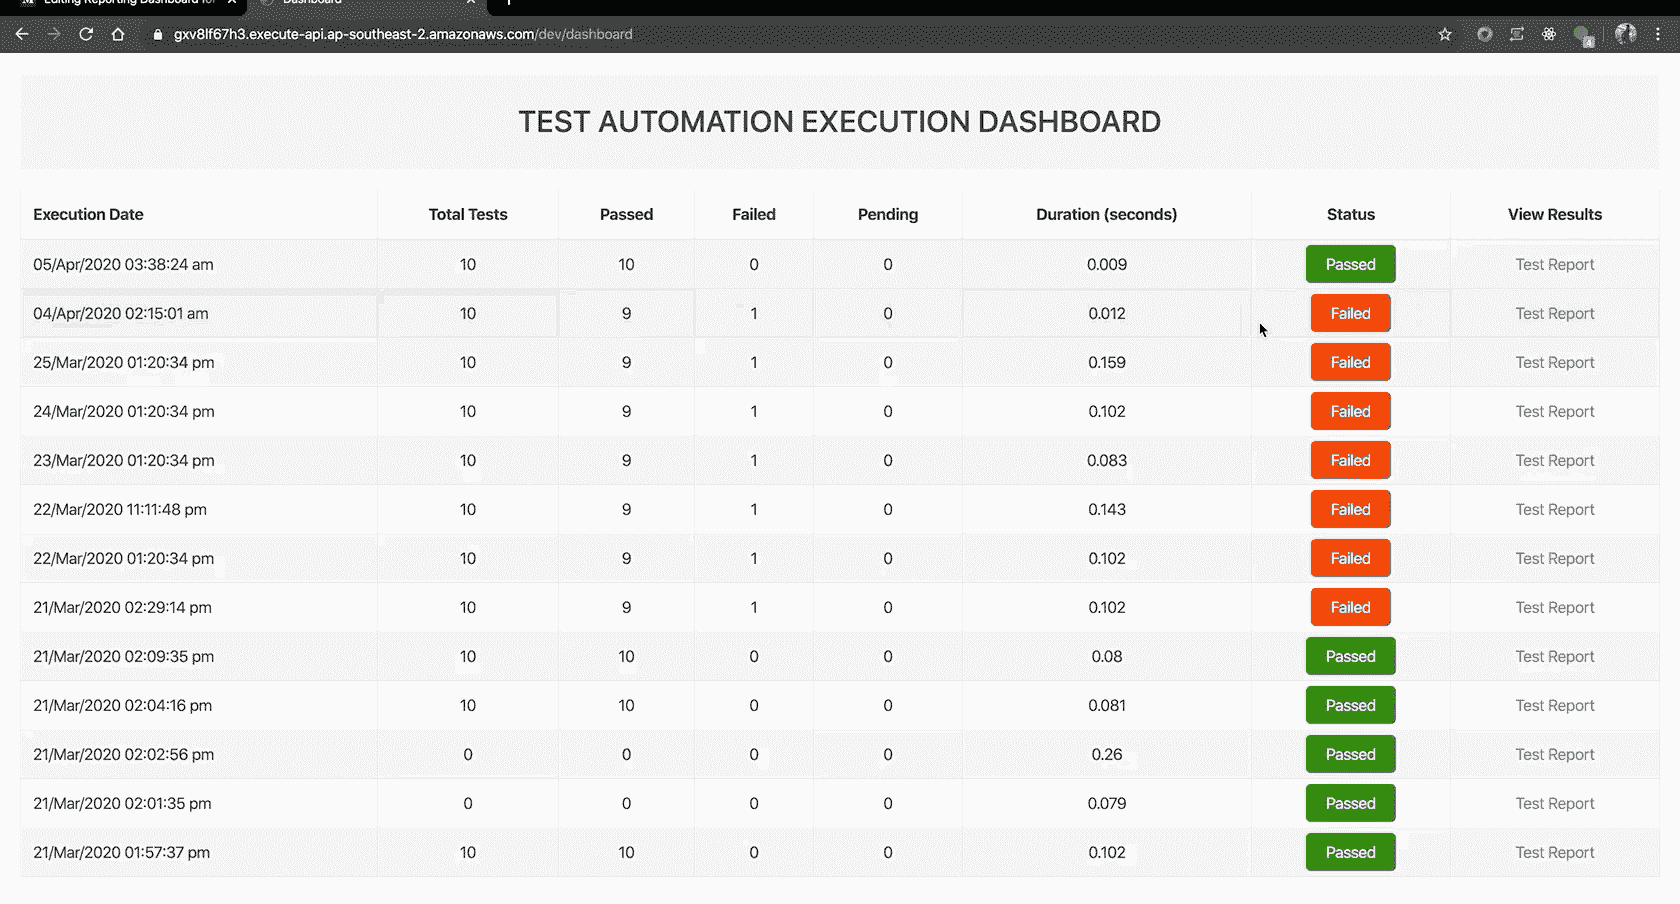 Editing Reporting Dashboard for
Dashboard
gxv8lf67h3.execute-api.ap-southeast-2.amazonaws.com/dev/dashboard
4
TEST AUTOMATION EXECUTION DASHBOARD
Execution Date Total Tests Passed Failed Pending Duration (seconds) Status View Results
05/Apr/2020 03:38:24 am 10 10 0 0 0.009 Passed Test Report
04/Apr/2020 02:15:01 am 10 9 1 0 0.012 Failed Test Report
25/Mar/2020 01:20:34 pm 10 9 1 0 0.159 Failed Test Report
24/Mar/2020 01:20:34 pm 10 9 1 0 0.102 Failed Test Report
23/Mar/2020 01:20:34 pm 10 9 1 0 0.083 Failed Test Report
22/Mar/2020 11:11:48 pm 10 9 1 0 0.143 Failed Test Report
22/Mar/2020 01:20:34 pm 10 9 1 0 0.102 Failed Test Report
21/Mar/2020 02:29:14 pm 10 9 1 0 0.102 Failed Test Report
21/Mar/2020 02:09:35 pm 10 10 0 0 0.08 Passed Test Report
21/Mar/2020 02:04:16 pm 10 10 0 0 0.081 Passed Test Report
21/Mar/2020 02:02:56 pm 0 0 0 0 0.26 Passed Test Report
21/Mar/2020 02:01:35 pm 0 0 0 0 0.079 Passed Test Report
21/Mar/2020 01:57:37 pm 10 10 0 0 0.102 Passed Test Report